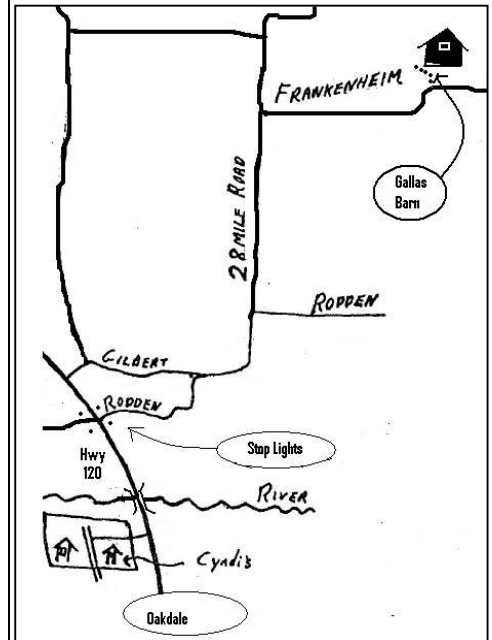 FRANKENHEIM
Gallas
Barn
28 MILE ROAD
RODDEN
GILBERT
RODDEN
Stop Lights
Hwy
120
RIVER
Cyndi's
Oakdale